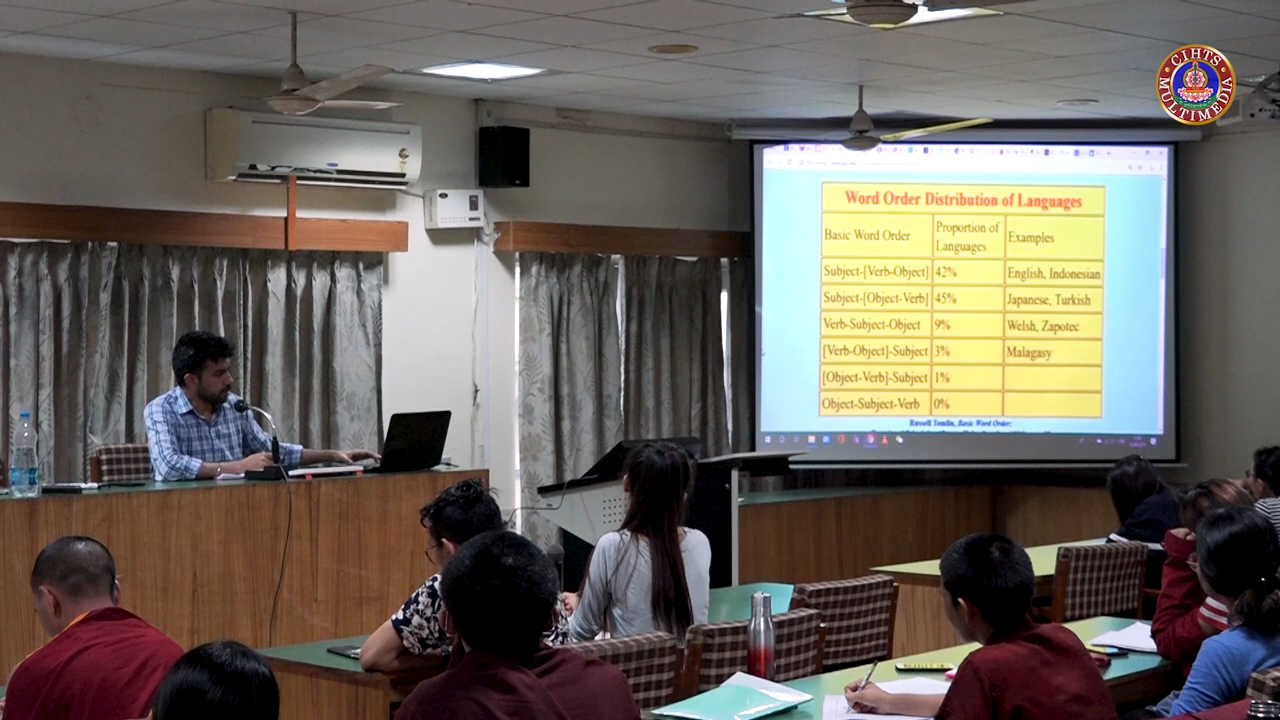 CIHTS
MULTIMEDIA
Word Order Distribution of Languages
Basic Word Order
Proportion of
Languages
Examples
Subject-[Verb-Object] 42% English, Indonesian
Subject-[Object-Verb] 45% Japanese, Turkish
Verb-Subject-Object 9% Welsh, Zapotec
[Verb-Object]-Subject 3% Malagasy
[Object-Verb]-Subject 1%
Object-Subject-Verb 0%
Russell Tomlin, Basic Word Order: